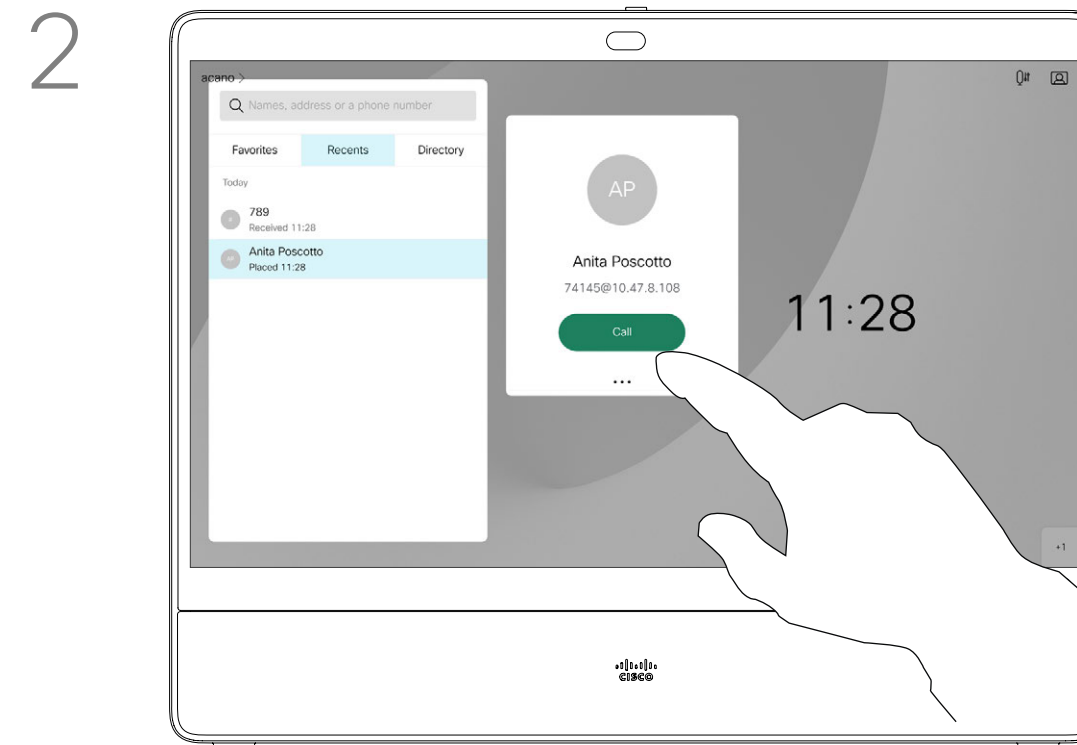 2
acano >
Names, address or a phone number
Favorites Recents Directory
Today
789
Received 11:28
AP
Anita Poscotto
Placed 11:28
AP
Anita Poscotto
74145@10.47.8.108
Call
...
11:28
+1
CISCO